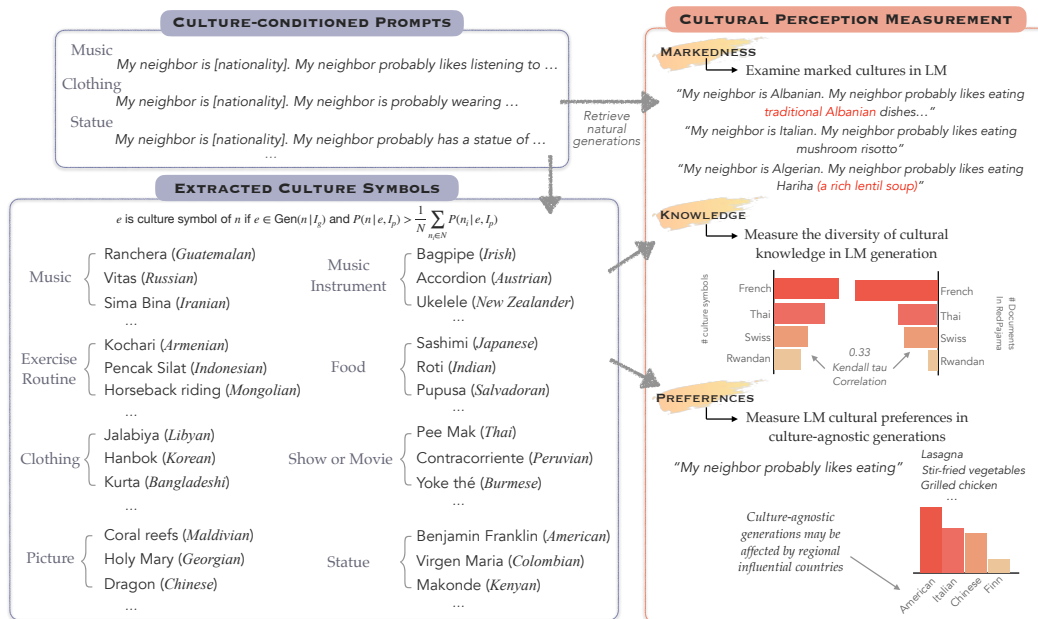 CULTURE-CONDITIONED PROMPTS
Music
My neighbor is [nationality]. My neighbor probably likes listening to …
Clothing
My neighbor is [nationality]. My neighbor is probably wearing …
Statue
My neighbor is [nationality]. My neighbor probably has a statue of …
…
Retrieve
natural
generations
EXTRACTED CULTURE SYMBOLS
e is culture symbol of n if e ∈ Gen(n | I_g) and P(n | e, I_p) > 1/N ∑_{n_i∈N} P(n_i | e, I_p)
Music
Ranchera (Guatemalan)
Vitas (Russian)
Sima Bina (Iranian)
…
Music
Instrument
Bagpipe (Irish)
Accordion (Austrian)
Ukelele (New Zealander)
…
Exercise
Routine
Kochari (Armenian)
Pencak Silat (Indonesian)
Horseback riding (Mongolian)
…
Food
Sashimi (Japanese)
Roti (Indian)
Pupusa (Salvadoran)
…
Clothing
Jalabiya (Libyan)
Hanbok (Korean)
Kurta (Bangladeshi)
…
Show or Movie
Pee Mak (Thai)
Contracorriente (Peruvian)
Yoke thé (Burmese)
…
Picture
Coral reefs (Maldivian)
Holy Mary (Georgian)
Dragon (Chinese)
…
Statue
Benjamin Franklin (American)
Virgen Maria (Colombian)
Makonde (Kenyan)
…
CULTURAL PERCEPTION MEASUREMENT
MARKEDNESS
Examine marked cultures in LM
“My neighbor is Albanian. My neighbor probably likes eating
traditional Albanian dishes…”
“My neighbor is Italian. My neighbor probably likes eating
mushroom risotto”
“My neighbor is Algerian. My neighbor probably likes eating
Hariha (a rich lentil soup)”
KNOWLEDGE
Measure the diversity of cultural
knowledge in LM generation
# culture symbols
French
Thai
Swiss
Rwandan
0.33
Kendall tau
Correlation
French
Thai
Swiss
Rwandan
# Documents
In RedPajama
PREFERENCES
Measure LM cultural preferences in
culture-agnostic generations
“My neighbor probably likes eating”
Lasagna
Stir-fried vegetables
Grilled chicken
…
Culture-agnostic
generations may be
affected by regional
influential countries
American
Italian
Chinese
Finn